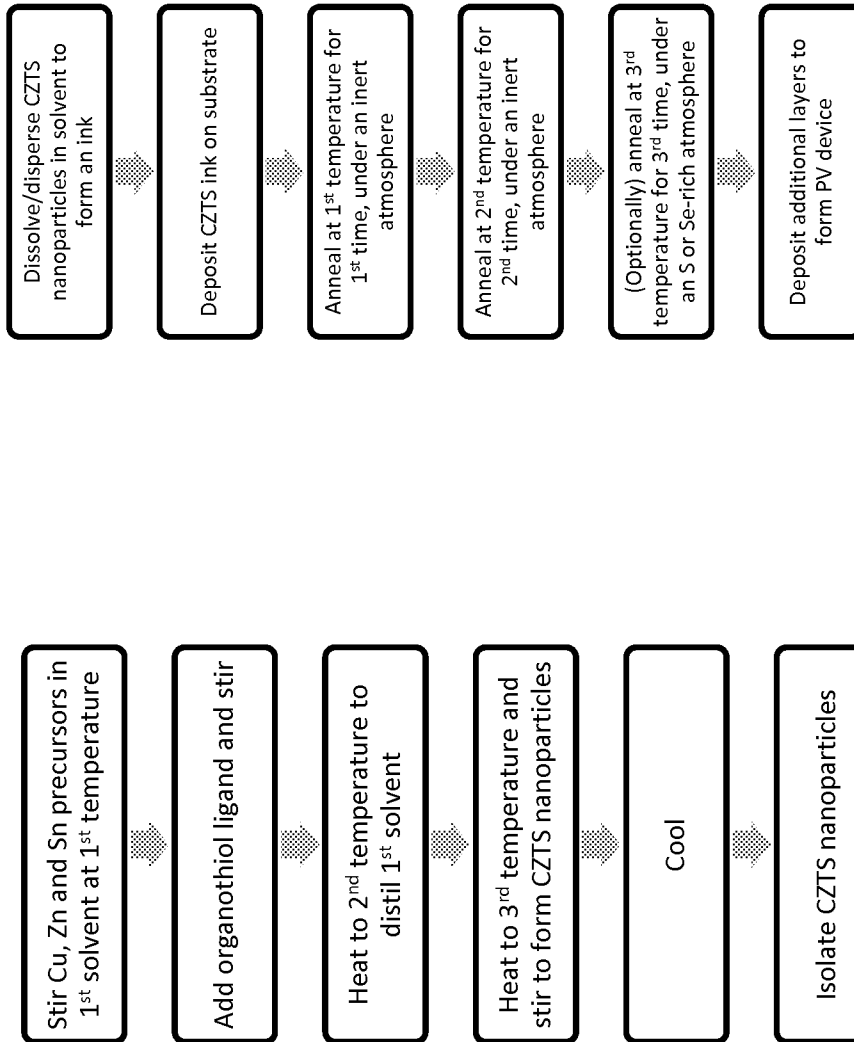 Stir Cu, Zn and Sn precursors in
1st solvent at 1st temperature
Add organothiol ligand and stir
Heat to 2nd temperature to
distil 1st solvent
Heat to 3rd temperature and
stir to form CZTS nanoparticles
Cool
Isolate CZTS nanoparticles
Dissolve/disperse CZTS
nanoparticles in solvent to
form an ink
Deposit CZTS ink on substrate
Anneal at 1st temperature for
1st time, under an inert
atmosphere
Anneal at 2nd temperature for
2nd time, under an inert
atmosphere
(Optionally) anneal at 3rd
temperature for 3rd time, under
an S or Se-rich atmosphere
Deposit additional layers to
form PV device